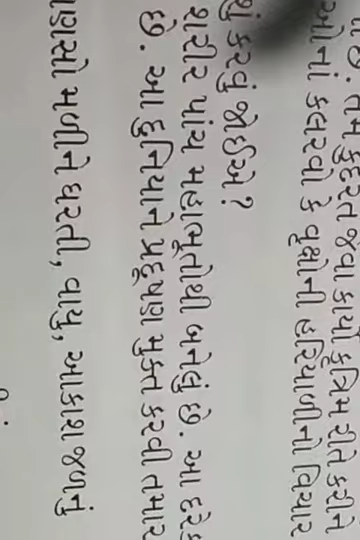 છે. તમે કુદરત જેવાં કાર્યો કૃત્રિમ રીતે કરીને
ઓનાં કલરવો કે વૃક્ષોની હરિયાળીનો વિચાર
શું કરવું જોઈએ?
શરીર પાંચ મહાભૂતોથી બનેલું છે. આ દરેક
છે. આ દુનિયાને પ્રદૂષણ મુક્ત કરવી તમાર
માણસો મળીને ધરતી, વાયુ, આકાશ જળનું